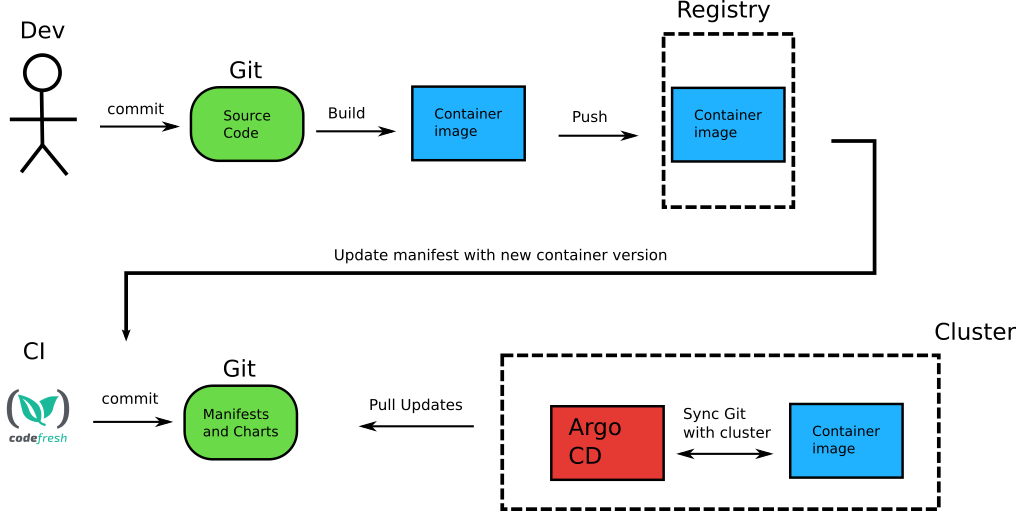 Registry
Dev
Git
commit
Source
Code
Build
Container
image
Push
Container
image
Update manifest with new container version
Cluster
CI
codefresh
commit
Git
Manifests
and Charts
Pull Updates
Argo
CD
Sync Git
with cluster
Container
image